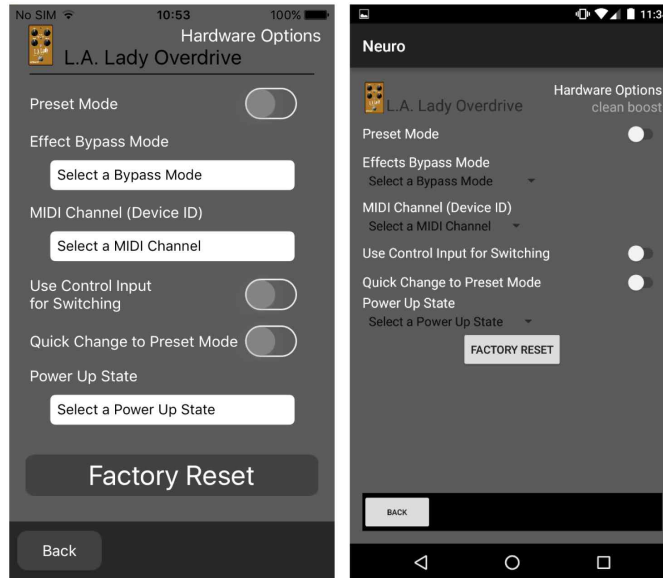 No SIM 10:53 100%
Hardware Options
L.A. Lady Overdrive
Preset Mode
Effect Bypass Mode
Select a Bypass Mode
MIDI Channel (Device ID)
Select a MIDI Channel
Use Control Input
for Switching
Quick Change to Preset Mode
Power Up State
Select a Power Up State
Factory Reset
Back
11:3
Neuro
Hardware Options
L.A. Lady Overdrive
clean boost
Preset Mode
Effects Bypass Mode
Select a Bypass Mode
MIDI Channel (Device ID)
Select a MIDI Channel
Use Control Input for Switching
Quick Change to Preset Mode
Power Up State
Select a Power Up State
FACTORY RESET
BACK